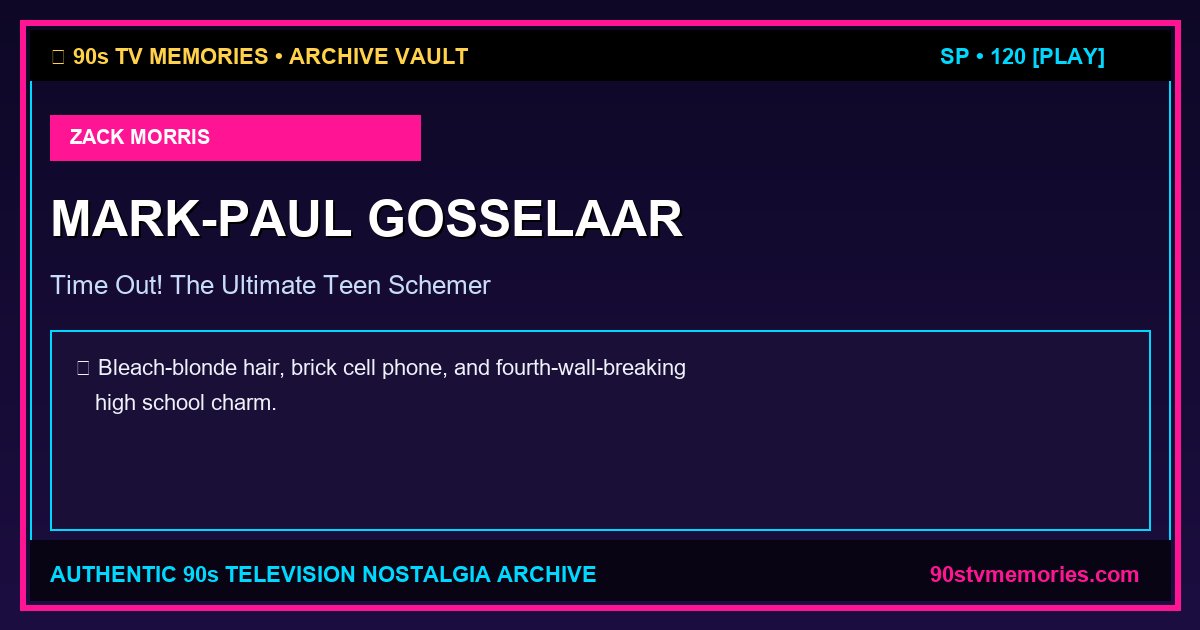 90s TV MEMORIES • ARCHIVE VAULT
SP • 120 [PLAY]
ZACK MORRIS
MARK-PAUL GOSSELAAR
Time Out! The Ultimate Teen Schemer
Bleach-blonde hair, brick cell phone, and fourth-wall-breaking
high school charm.
AUTHENTIC 90s TELEVISION NOSTALGIA ARCHIVE
90stvmemories.com